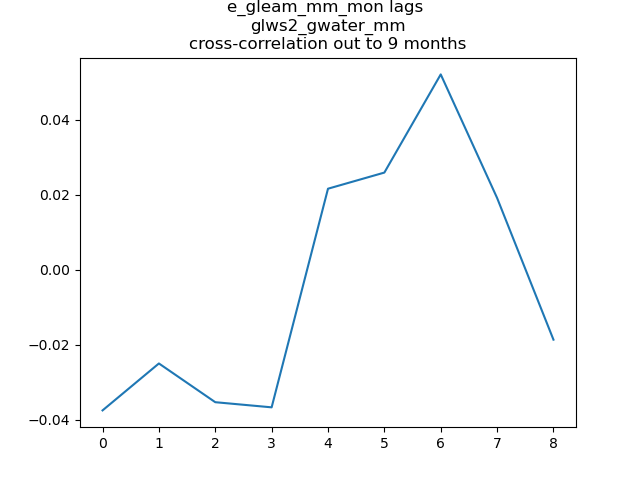 e_gleam_mm_mon lags
glws2_gwater_mm
cross-correlation out to 9 months
0.04
0.02
0.00
−0.02
−0.04
0 1 2 3 4 5 6 7 8